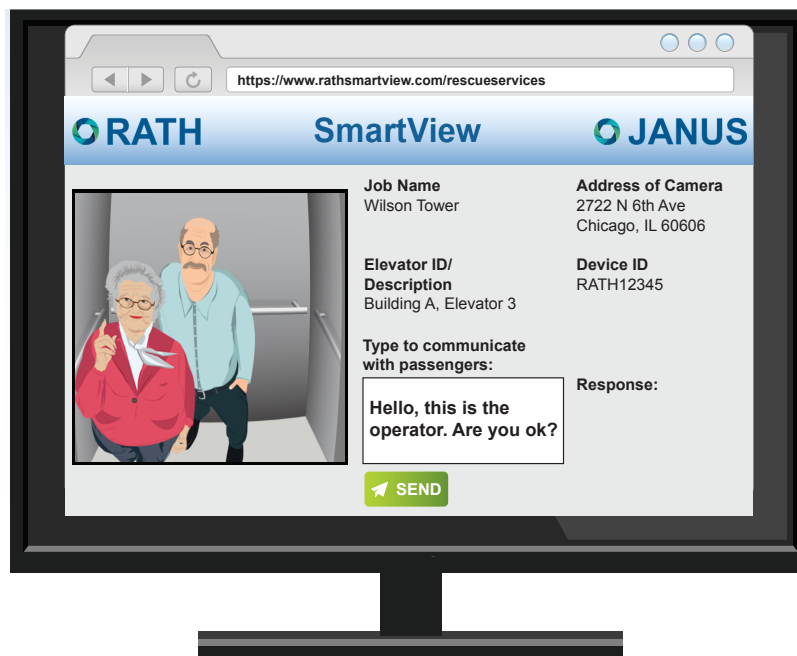 https://www.rathsmartview.com/rescueservices
RATH
SmartView
JANUS
Job Name
Wilson Tower
Address of Camera
2722 N 6th Ave
Chicago, IL 60606
Elevator ID/
Description
Building A, Elevator 3
Device ID
RATH12345
Type to communicate
with passengers:
Hello, this is the
operator. Are you ok?
Response:
SEND